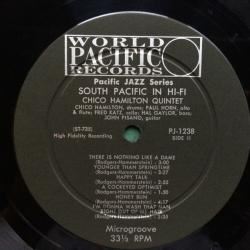 WORLD
PACIFIC
RECORDS
Pacific JAZZ Series
SOUTH PACIFIC IN HI-FI
CHICO HAMILTON QUINTET
CHICO HAMILTON, drums; PAUL HORN, alto
& flute; FRED KATZ, cello; HAL GAYLOR, bass;
JOHN PISANO, guitar
(ST-735)
High Fidelity Recording
PJ-1238
SIDE II
THERE IS NOTHING LIKE A DAME
(Rodgers-Hammerstein) - 3:00
YOUNGER THAN SPRINGTIME
(Rodgers-Hammerstein) - 3:27
HAPPY TALK
(Rodgers-Hammerstein)
A COCKEYED OPTIMIST
(Rodgers-Hammerstein)
HONEY BUN
(Rodgers-Hammerstein)
I'M GONNA WASH THAT MAN
RIGHT OUT OF MY HAIR
(Rodgers-Hammerstein)
Microgroove
33⅓ RPM